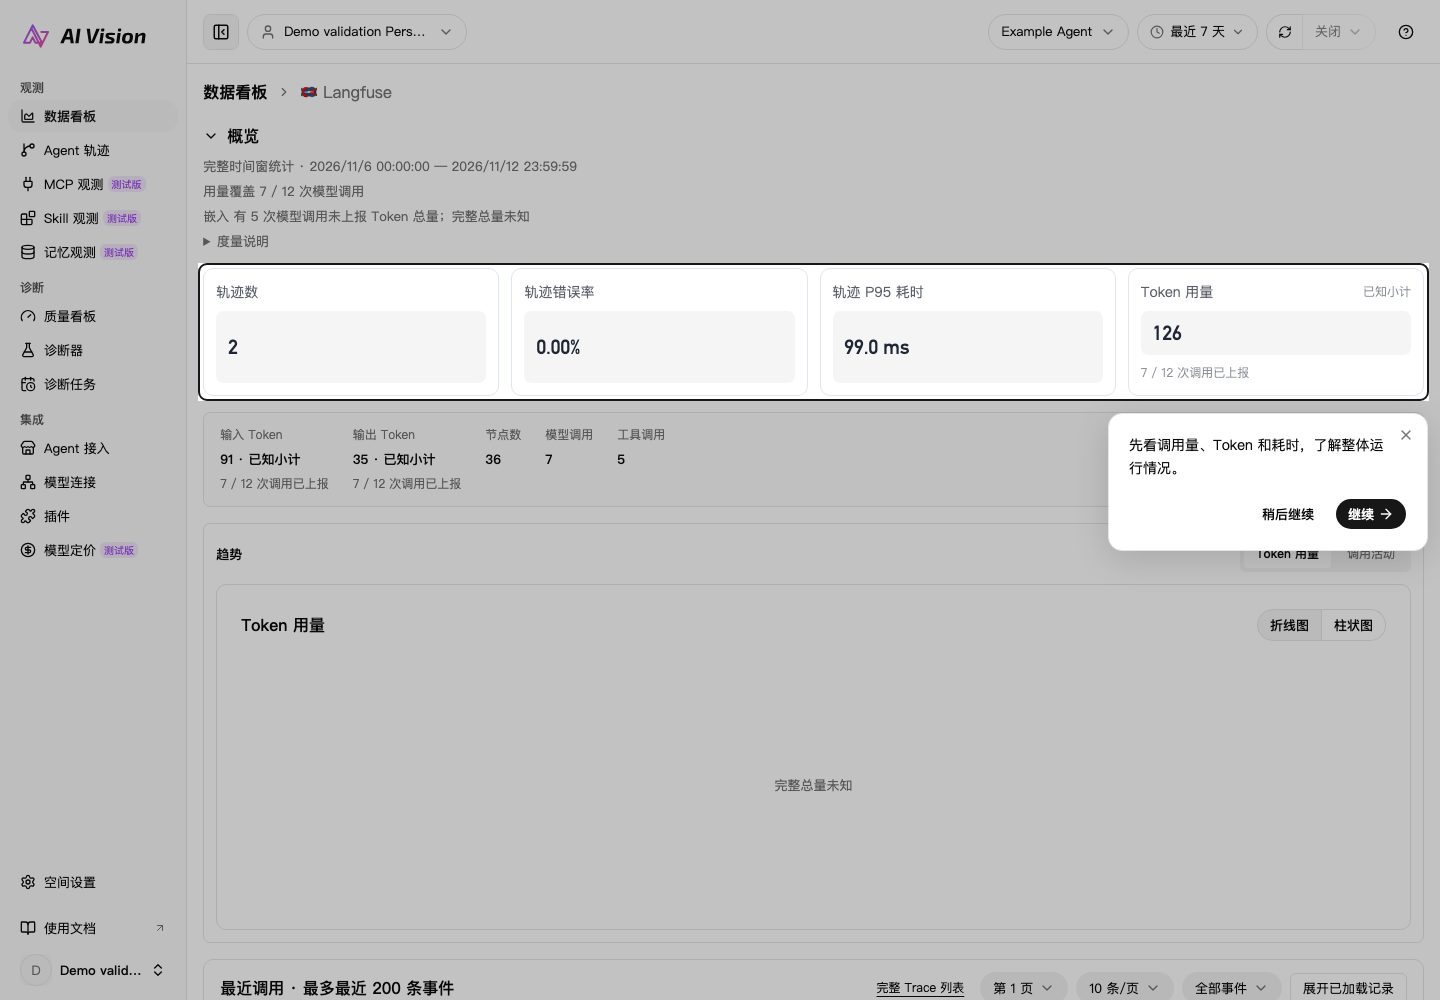 AI Vision
Demo validation Pers...
Example Agent
最近 7 天
关闭
观测
数据看板
Agent 轨迹
MCP 观测 测试版
Skill 观测 测试版
记忆观测 测试版
诊断
质量看板
诊断器
诊断任务
集成
Agent 接入
模型连接
插件
模型定价 测试版
空间设置
使用文档
D Demo valid...
数据看板 > Langfuse
概览
完整时间窗统计 · 2026/11/6 00:00:00 — 2026/11/12 23:59:59
用量覆盖 7 / 12 次模型调用
嵌入 有 5 次模型调用未上报 Token 总量；完整总量未知
度量说明
轨迹数
2
轨迹错误率
0.00%
轨迹 P95 耗时
99.0 ms
Token 用量 已知小计
126
7 / 12 次调用已上报
输入 Token
91 · 已知小计
7 / 12 次调用已上报
输出 Token
35 · 已知小计
7 / 12 次调用已上报
节点数
36
模型调用
7
工具调用
5
先看调用量、Token 和耗时，了解整体运
行情况。
稍后继续
继续
趋势
Token 用量
调用活动
Token 用量
折线图
柱状图
完整总量未知
最近调用 · 最多最近 200 条事件
完整 Trace 列表
第 1 页
10 条/页
全部事件
展开已加载记录